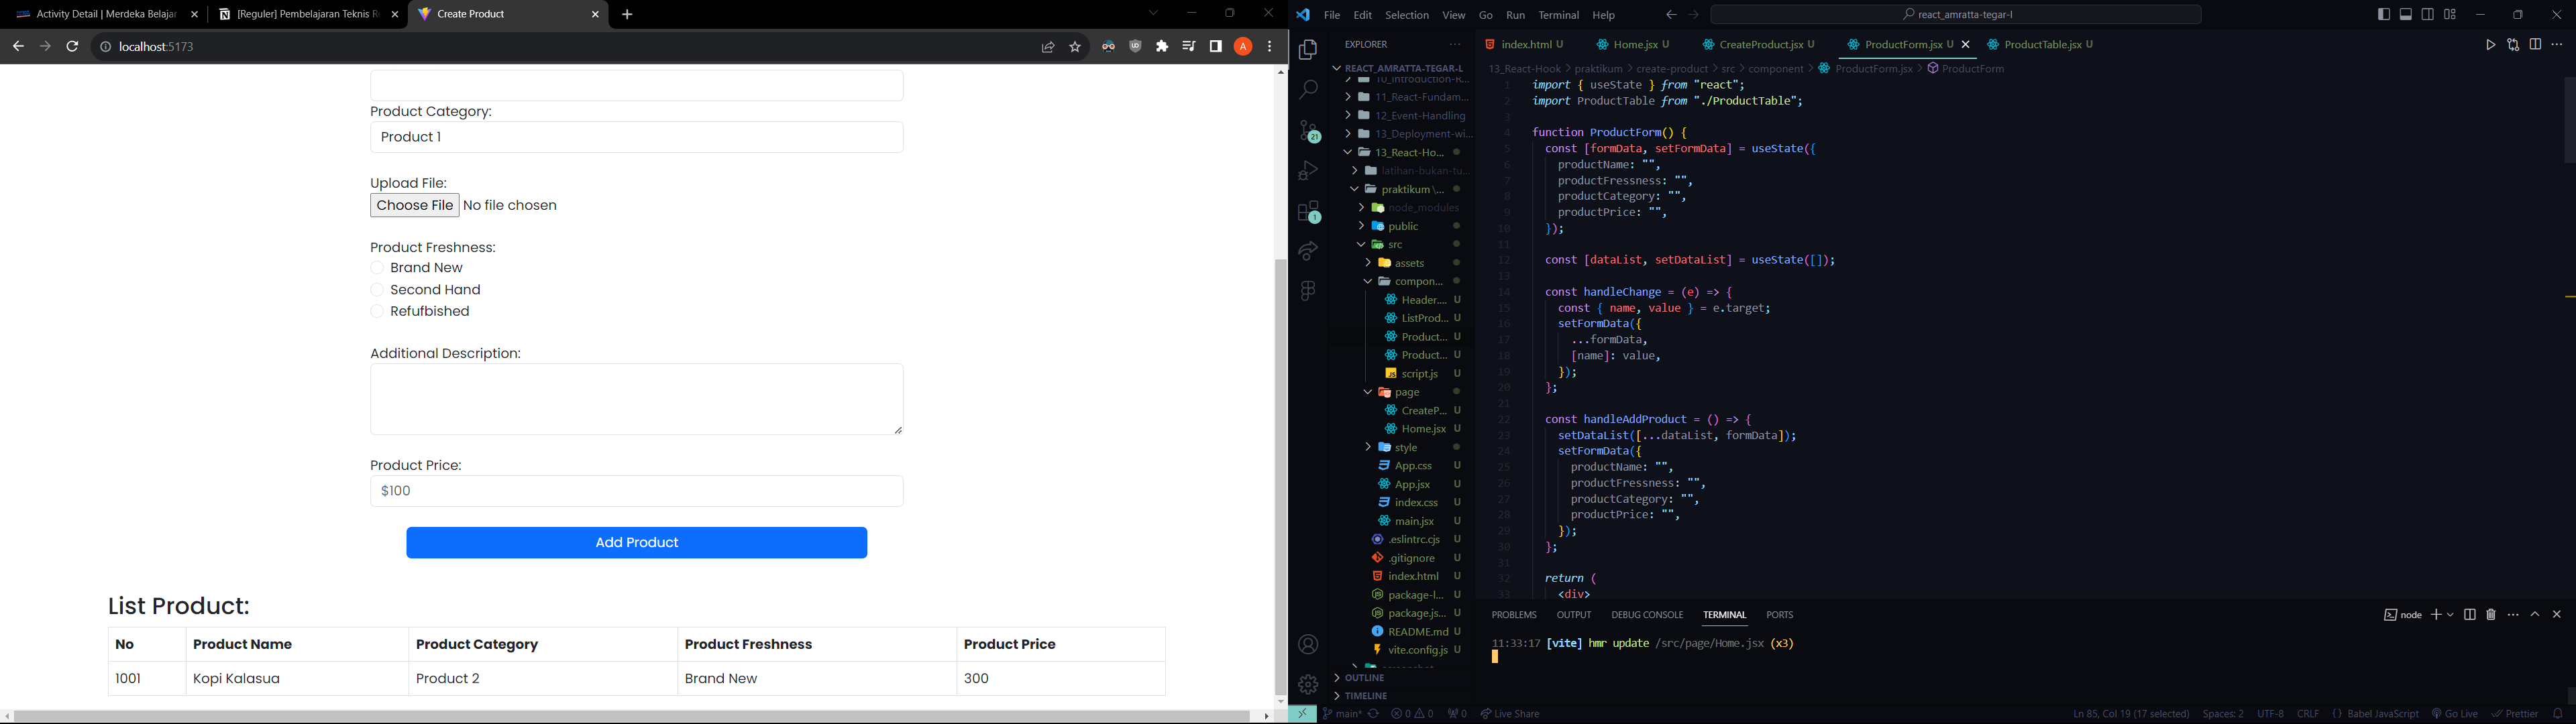 Activity Detail | Merdeka Belajar
[Reguler] Pembelajaran Teknis R
Create Product
localhost:5173
Product Category:
Product 1
Upload File:
Choose File No file chosen
Product Freshness:
Brand New
Second Hand
Refufbished
Additional Description:
Product Price:
$100
Add Product
List Product:
No Product Name Product Category Product Freshness Product Price
1001 Kopi Kalasua Product 2 Brand New 300
File Edit Selection View Go Run Terminal Help
react_amratta-tegar-l
EXPLORER
REACT_AMRATTA-TEGAR-L
10_Introduction-R...
11_React-Fundam...
12_Event-Handling
13_Deployment-wi...
13_React-Ho...
latihan-bukan-tu...
praktikum\...
node_modules
public
src
assets
compon...
Header.... U
ListProd... U
Product... U
Product... U
script.js U
page
CreateP... U
Home.jsx U
style
App.css U
App.jsx U
index.css U
main.jsx U
.eslintrc.cjs U
.gitignore U
index.html U
package-l... U
package.js... U
README.md U
vite.config.js U
OUTLINE
TIMELINE
21
1
index.html U Home.jsx U CreateProduct.jsx U ProductForm.jsx U ProductTable.jsx U
13_React-Hook > praktikum > create-product > src > component > ProductForm.jsx > ProductForm
1 import { useState } from "react";
2 import ProductTable from "./ProductTable";
3
4 function ProductForm() {
5 const [formData, setFormData] = useState({
6 productName: "",
7 productFressness: "",
8 productCategory: "",
9 productPrice: "",
10 });
11
12 const [dataList, setDataList] = useState([]);
13
14 const handleChange = (e) => {
15 const { name, value } = e.target;
16 setFormData({
17 ...formData,
18 [name]: value,
19 });
20 };
21
22 const handleAddProduct = () => {
23 setDataList([...dataList, formData]);
24 setFormData({
25 productName: "",
26 productFressness: "",
27 productCategory: "",
28 productPrice: "",
29 });
30 };
31
32 return (
33 <div>
PROBLEMS OUTPUT DEBUG CONSOLE TERMINAL PORTS
node
11:33:17 [vite] hmr update /src/page/Home.jsx (x3)
main* 0 0 0 Live Share
Ln 85, Col 19 (17 selected) Spaces: 2 UTF-8 CRLF {} Babel JavaScript Go Live Prettier